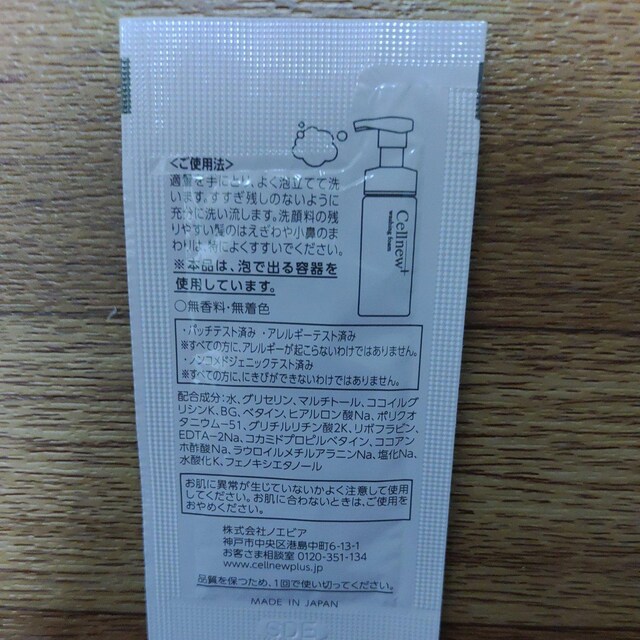 <ご使用法>
適量を手にとり、よく泡立てて洗
います。すすぎ残しのないように
充分に洗い流します。洗顔料の残
りやすい髪のはえぎわや小鼻のま
わりは、特によくすすいでください。
※本品は、泡で出る容器を
使用しています。
○無香料・無着色
Cellnew+
washing foam
・パッチテスト済み・アレルギーテスト済み
※すべての方に、アレルギーが起こらないわけではありません。
・ノンコメドジェニックテスト済み
※すべての方に、にきびができないわけではありません。
配合成分:水、グリセリン、マルチトール、ココイルグ
リシンK、BG、ベタイン、ヒアルロン酸Na、ポリクオ
タニウム-51、グリチルリチン酸2K、リボフラビン、
EDTA-2Na、コカミドプロピルベタイン、ココアン
ホ酢酸Na、ラウロイルメチルアラニンNa、塩化Na、
水酸化K、フェノキシエタノール
お肌に異常が生じていないかよく注意して使用
してください。お肌に合わないときは、ご使用を
おやめください。
株式会社ノエビア
神戸市中央区港島中町6-13-1
お客さま相談室 0120-351-134
www.cellnewplus.jp
品質を保つため、1回で使い切ってください。
MADE IN JAPAN